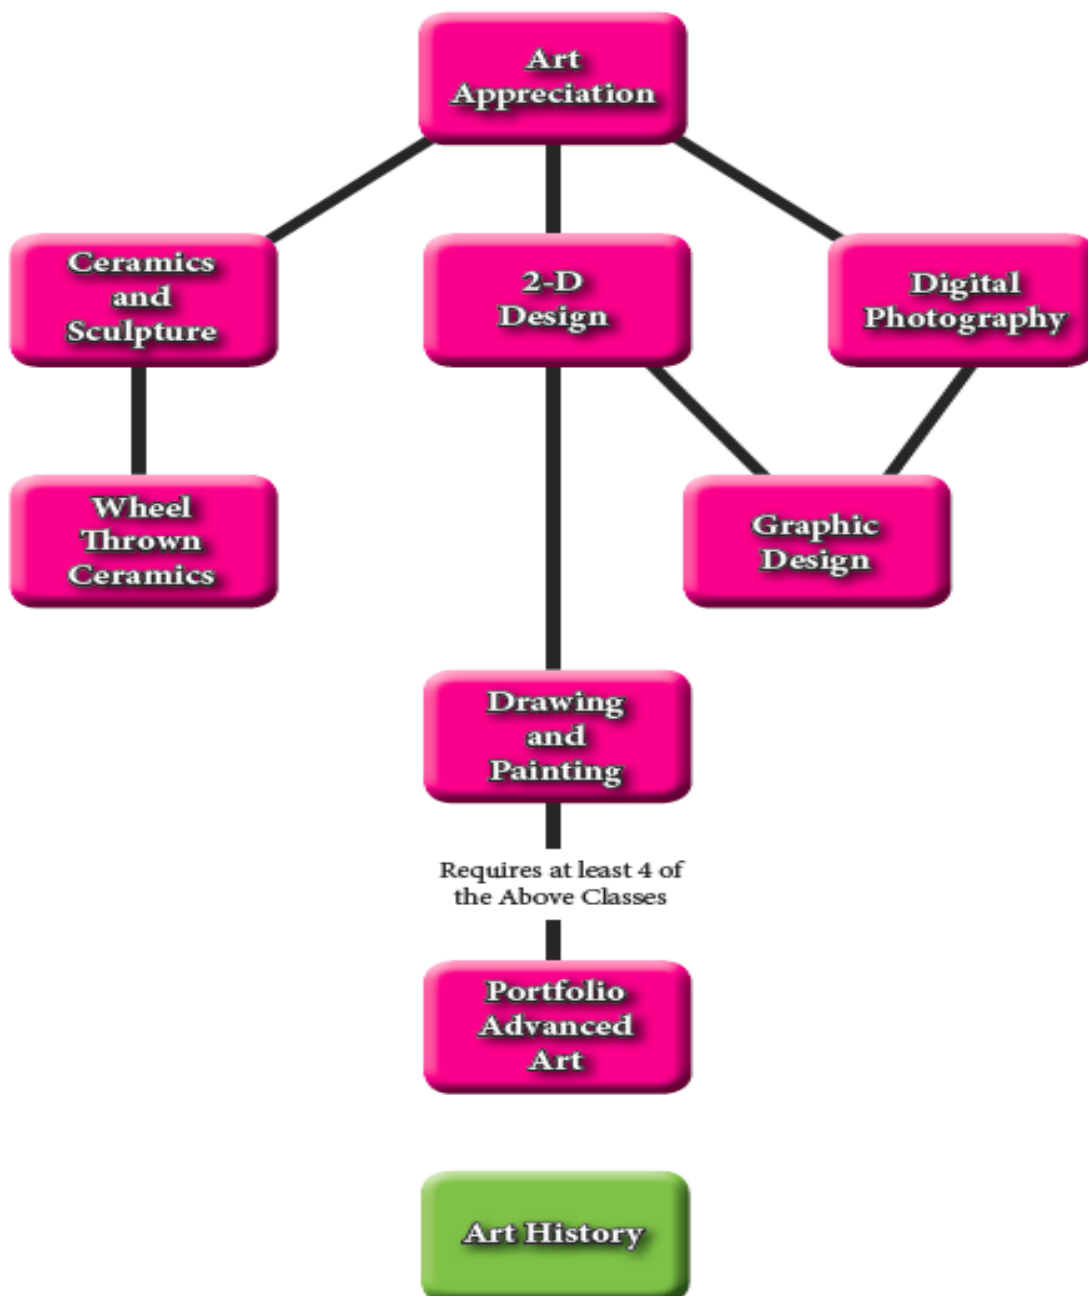 Art
Appreciation
Ceramics
and
Sculpture
2-D
Design
Digital
Photography
Wheel
Thrown
Ceramics
Graphic
Design
Drawing
and
Painting
Requires at least 4 of
the Above Classes
Portfolio
Advanced
Art
Art History